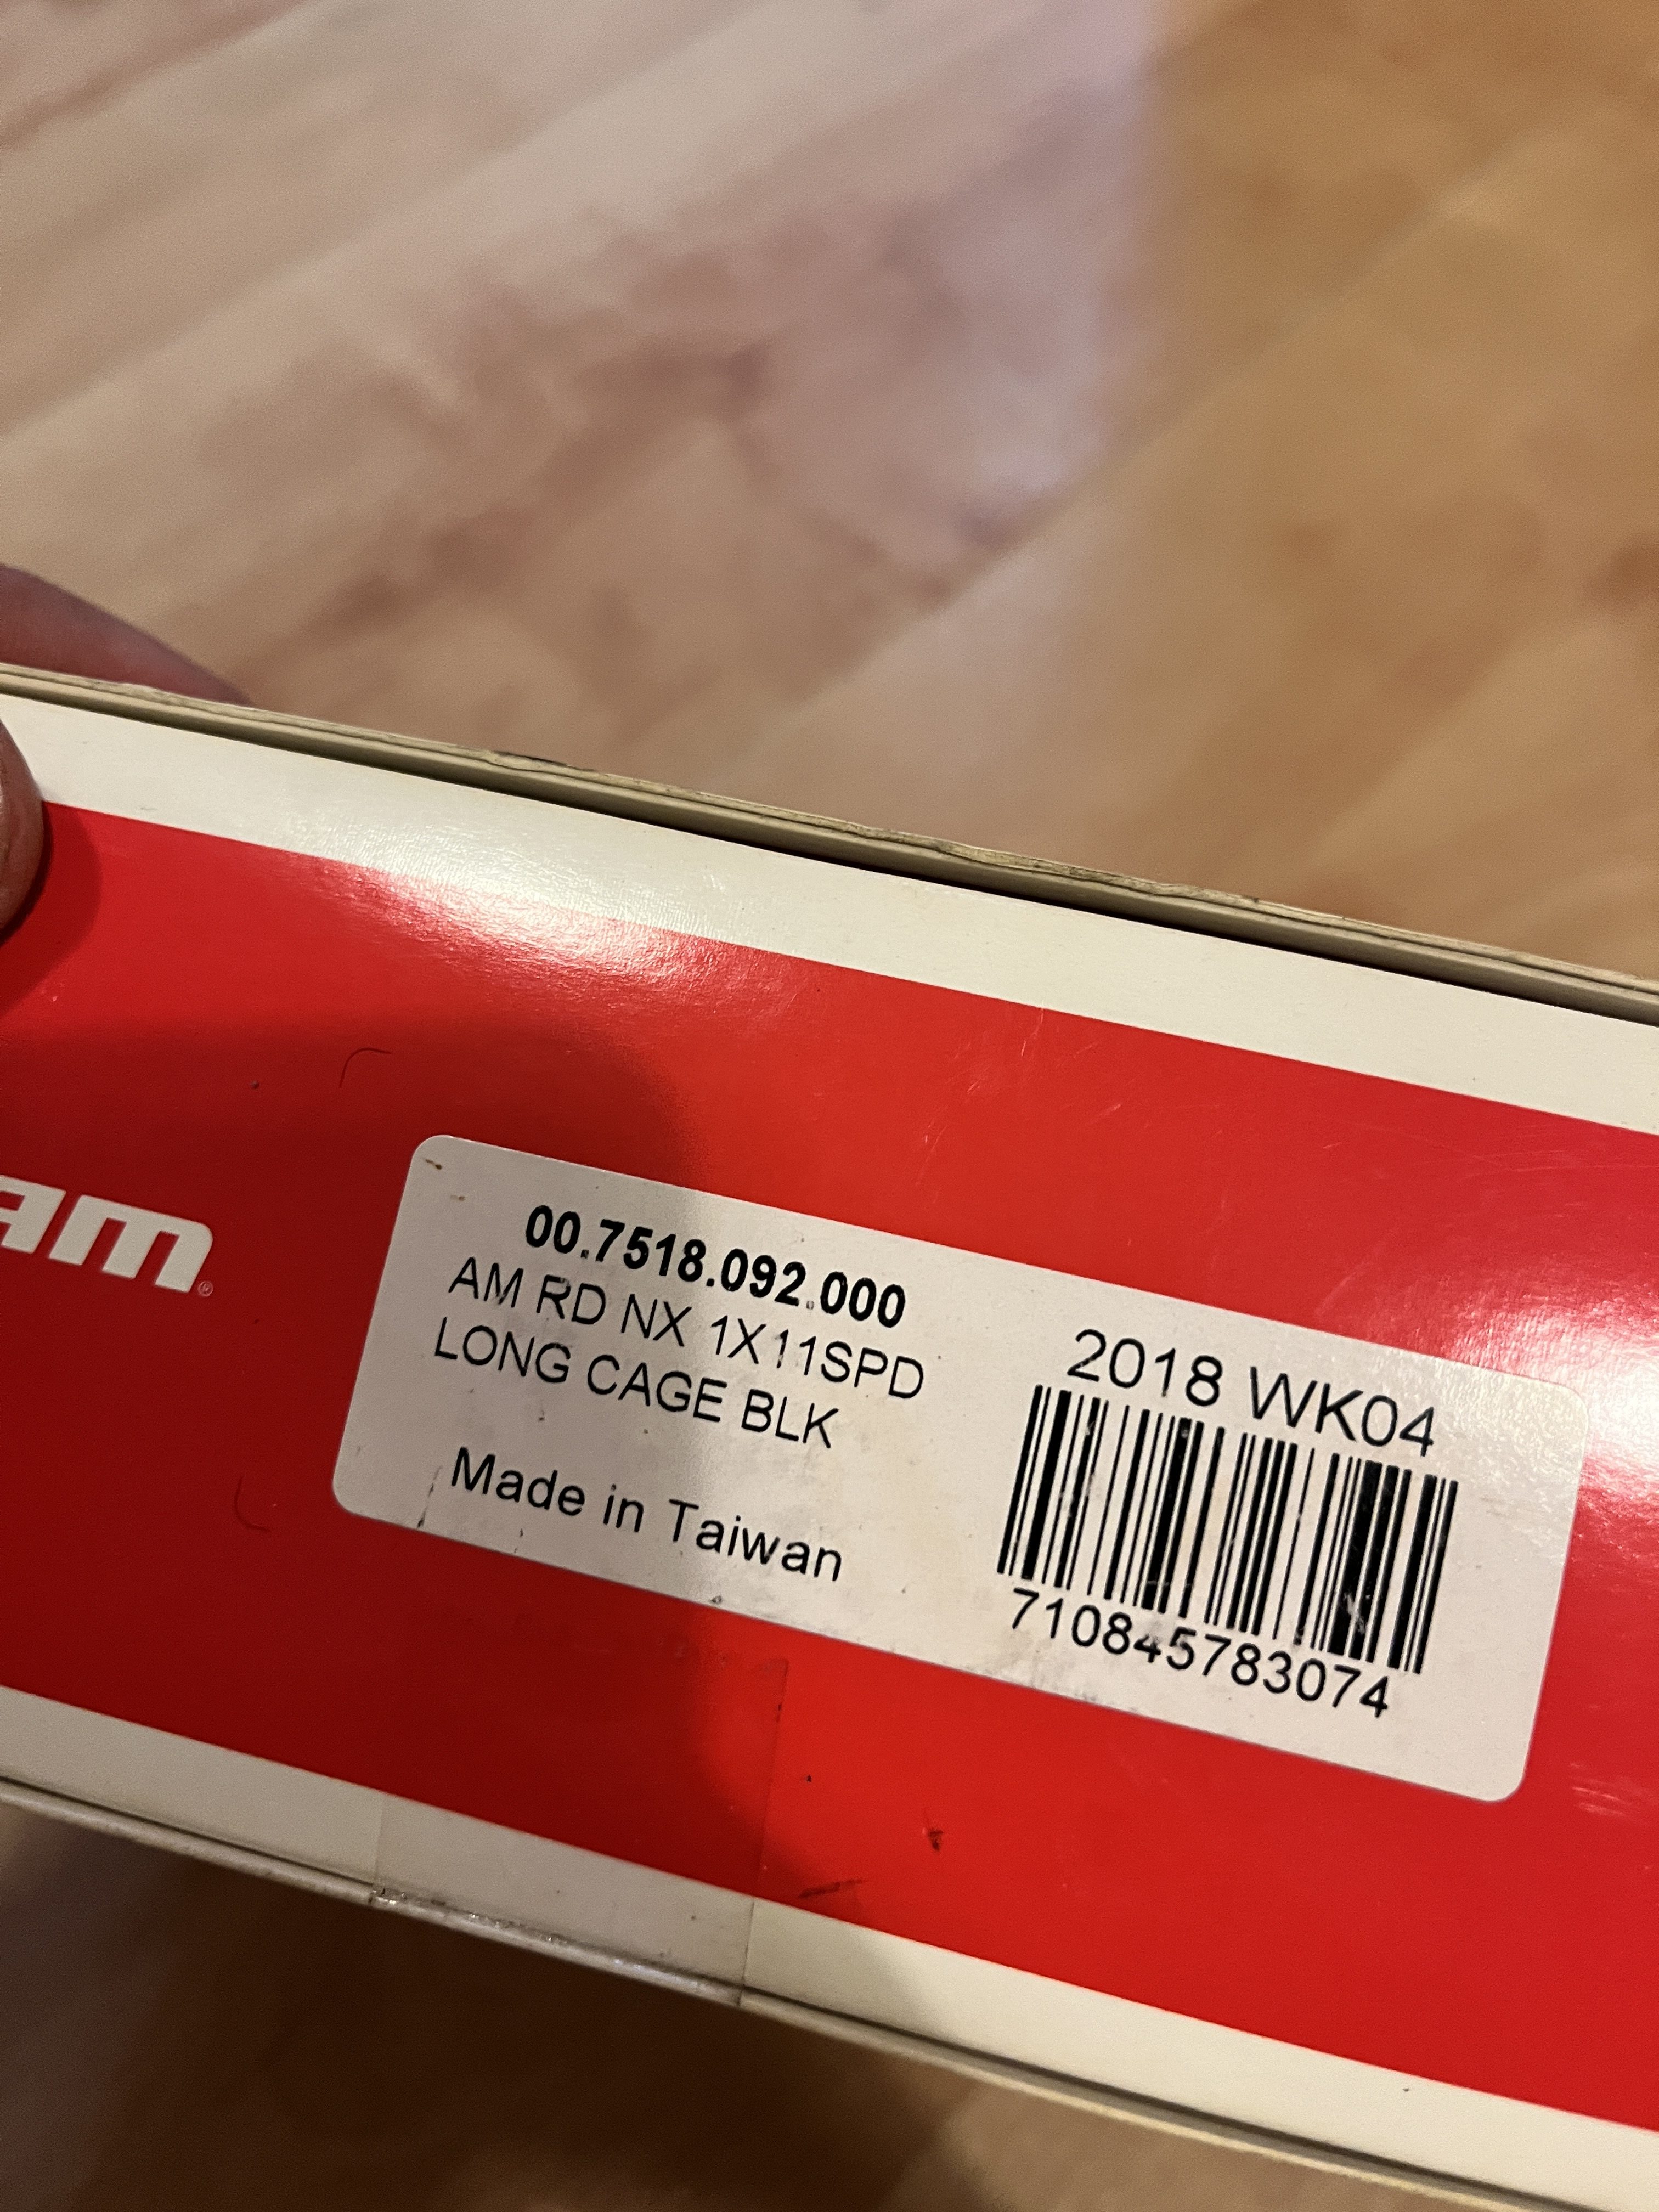 am®
00.7518.092.000
AM RD NX 1X11SPD
LONG CAGE BLK
Made in Taiwan
2018 WK04
710845783074